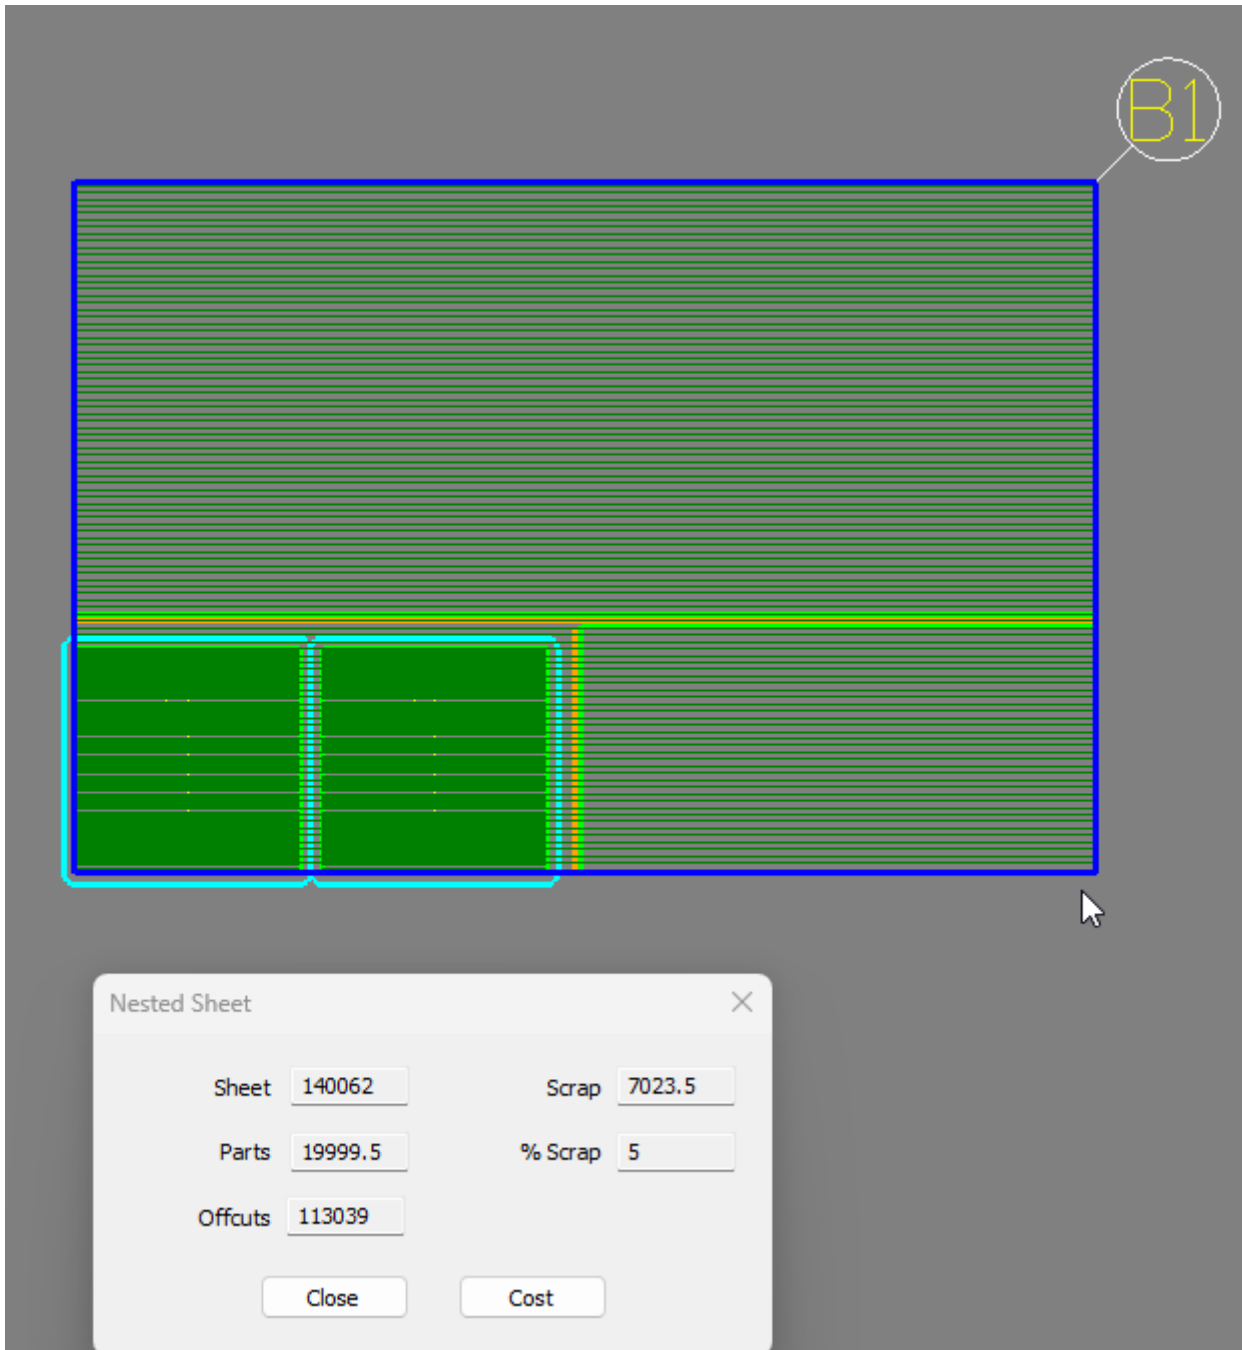 B1
Nested Sheet
Sheet 140062 Scrap 7023.5
Parts 19999.5 % Scrap 5
Offcuts 113039
Close Cost